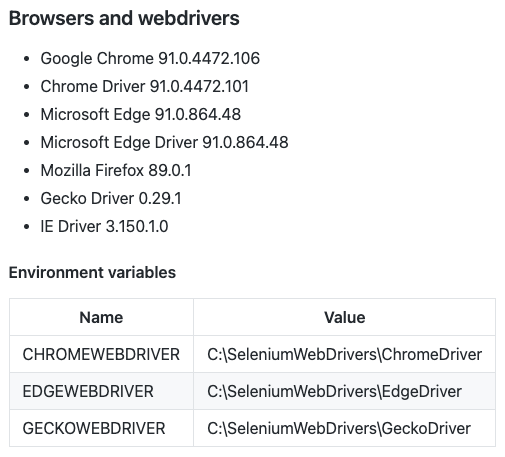 Browsers and webdrivers
Google Chrome 91.0.4472.106
Chrome Driver 91.0.4472.101
Microsoft Edge 91.0.864.48
Microsoft Edge Driver 91.0.864.48
Mozilla Firefox 89.0.1
Gecko Driver 0.29.1
IE Driver 3.150.1.0
Environment variables
Name Value
CHROMEWEBDRIVER C:\SeleniumWebDrivers\ChromeDriver
EDGEWEBDRIVER C:\SeleniumWebDrivers\EdgeDriver
GECKOWEBDRIVER C:\SeleniumWebDrivers\GeckoDriver